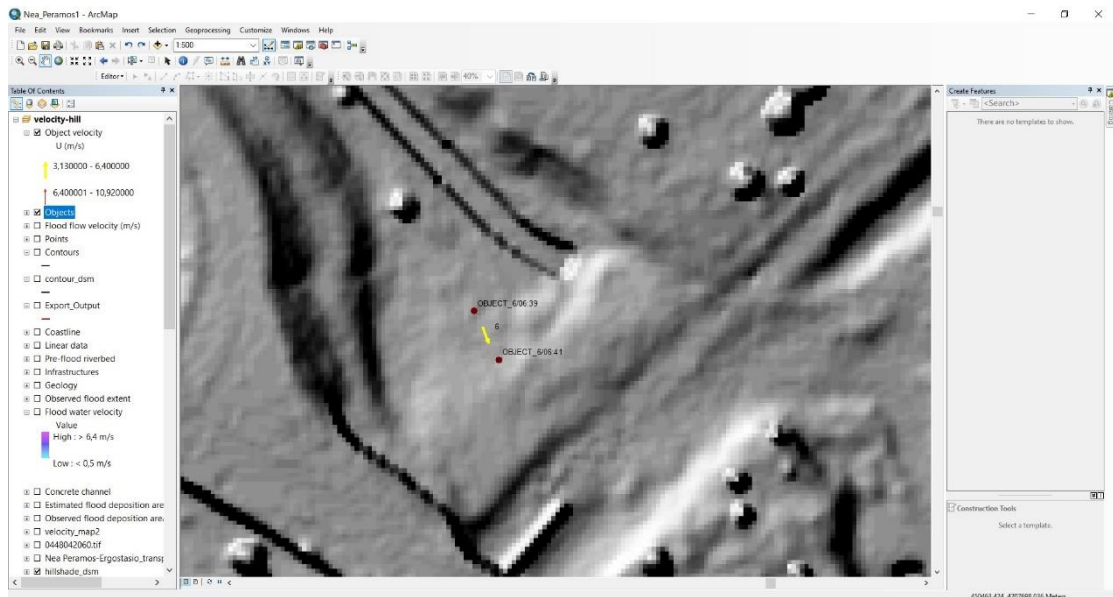 Nea_Peramos1 - ArcMap
File Edit View Bookmarks Insert Selection Geoprocessing Customize Windows Help
1:500
Editor
40%
Table Of Contents
velocity-hill
Object velocity
U (m/s)
3,130000 - 6,400000
6,400001 - 10,920000
Objects
Flood flow velocity (m/s)
Points
Contours
contour_dsm
Export_Output
Coastline
Linear data
Pre-flood riverbed
Infrastructures
Geology
Observed flood extent
Flood water velocity
Value
High : > 6,4 m/s
Low : < 0,5 m/s
Concrete channel
Estimated flood deposition are
Observed flood deposition area
velocity_map2
0448042060.tif
Nea Peramos-Ergostasio_transp
hillshade_dsm
OBJECT_6/06:39
6
OBJECT_6/06:41
Create Features
<Search>
There are no templates to show.
Construction Tools
Select a template.